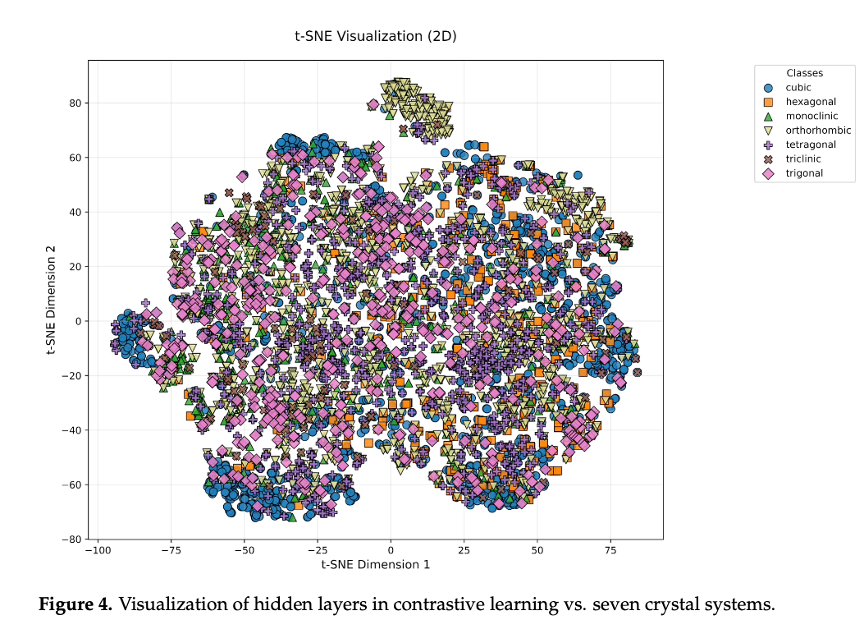 t-SNE Visualization (2D)
Classes
cubic
hexagonal
monoclinic
orthorhombic
tetragonal
triclinic
trigonal
t-SNE Dimension 2
80
60
40
20
0
−20
−40
−60
−80
−100
−75
−50
−25
0
25
50
75
t-SNE Dimension 1
Figure 4. Visualization of hidden layers in contrastive learning vs. seven crystal systems.